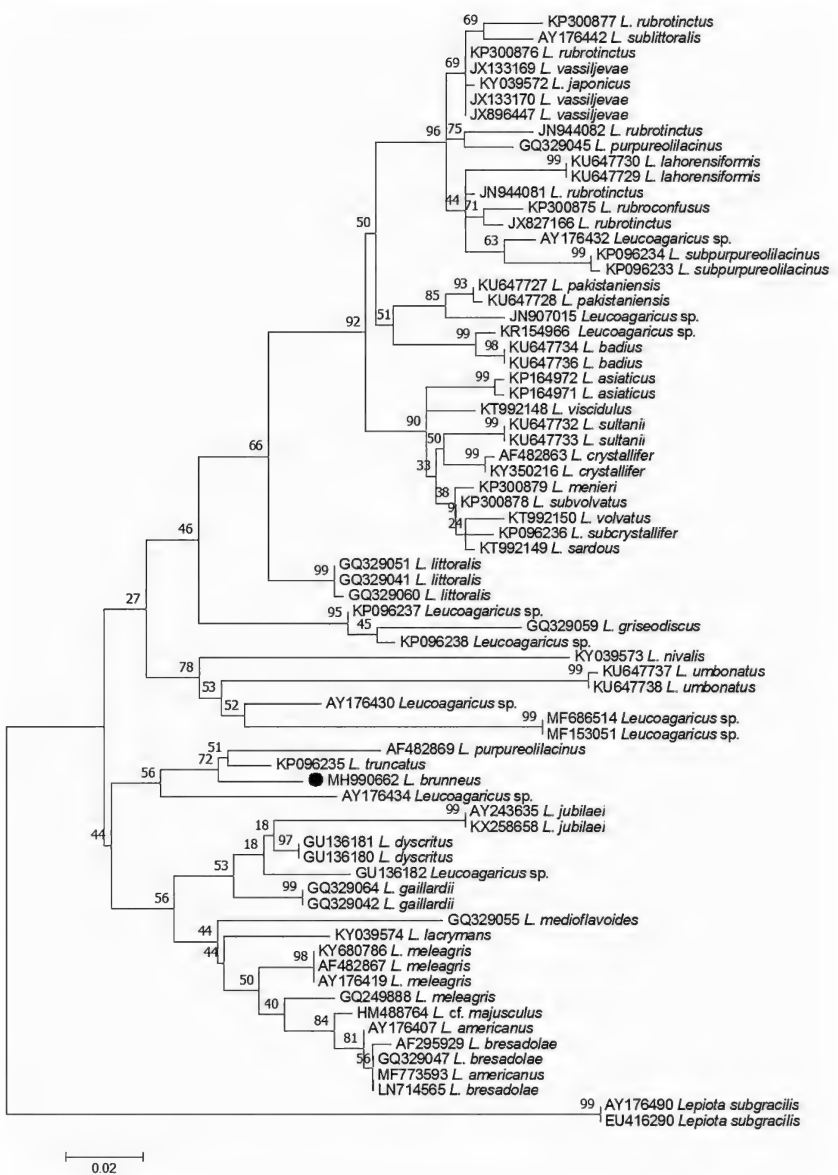 69
KP300877 L. rubrotinctus
AY176442 L. sublittoralis
KP300876 L. rubrotinctus
69
JX133169 L. vassiljevae
KY039572 L. japonicus
JX133170 L. vassiljevae
JX896447 L. vassiljevae
96
75
JN944082 L. rubrotinctus
GQ329045 L. purpureolilacinus
99
KU647730 L. lahorensiformis
KU647729 L. lahorensiformis
44
JN944081 L. rubrotinctus
71
KP300875 L. rubroconfusus
JX827166 L. rubrotinctus
50
63
AY176432 Leucoagaricus sp.
99
KP096234 L. subpurpureolilacinus
KP096233 L. subpurpureolilacinus
93
KU647727 L. pakistaniensis
85
KU647728 L. pakistaniensis
51
JN907015 Leucoagaricus sp.
92
99
KR154966 Leucoagaricus sp.
98
KU647734 L. badius
KU647736 L. badius
99
KP164972 L. asiaticus
KP164971 L. asiaticus
90
KT992148 L. viscidulus
99
KU647732 L. sultanii
50
KU647733 L. sultanii
66
99
AF482863 L. crystallifer
33
KY350216 L. crystallifer
38
KP300879 L. menieri
9
KP300878 L. subvolvatus
24
KT992150 L. volvatus
KP096236 L. subcrystallifer
KT992149 L. sardous
46
99
GQ329051 L. littoralis
GQ329041 L. littoralis
GQ329060 L. littoralis
27
95
KP096237 Leucoagaricus sp.
45
GQ329059 L. griseodiscus
KP096238 Leucoagaricus sp.
78
KY039573 L. nivalis
99
KU647737 L. umbonatus
53
KU647738 L. umbonatus
52
AY176430 Leucoagaricus sp.
99
MF686514 Leucoagaricus sp.
MF153051 Leucoagaricus sp.
51
AF482869 L. purpureolilacinus
72
KP096235 L. truncatus
56
MH990662 L. brunneus
AY176434 Leucoagaricus sp.
44
99
AY243635 L. jubilaei
18
KX258658 L. jubilaei
18
97
GU136181 L. dyscritus
GU136180 L. dyscritus
53
GU136182 Leucoagaricus sp.
99
GQ329064 L. gaillardii
56
GQ329042 L. gaillardii
44
GQ329055 L. medioflavoides
44
KY039574 L. lacrymans
98
KY680786 L. meleagris
AF482867 L. meleagris
50
AY176419 L. meleagris
40
GQ249888 L. meleagris
84
HM488764 L. cf. majusculus
81
AY176407 L. americanus
AF295929 L. bresadolae
56
GQ329047 L. bresadolae
MF773593 L. americanus
LN714565 L. bresadolae
99
AY176490 Lepiota subgracilis
EU416290 Lepiota subgracilis
0.02